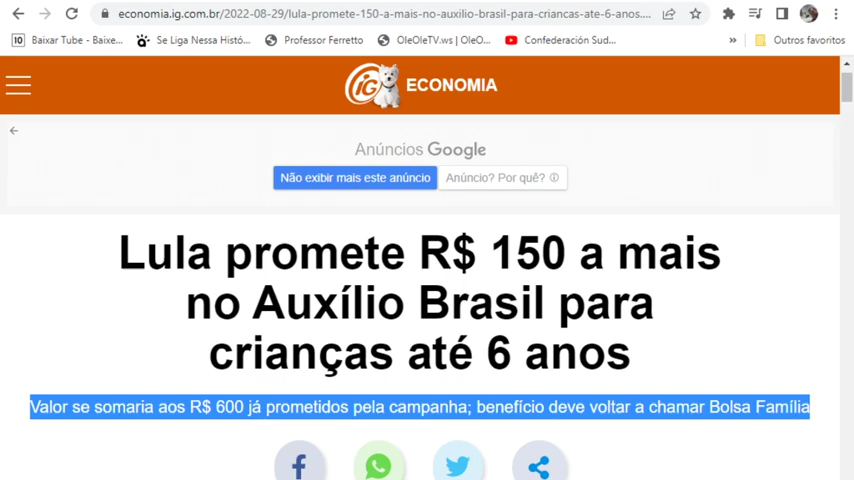 economia.ig.com.br/2022-08-29/lula-promete-150-a-mais-no-auxilio-brasil-para-criancas-ate-6-anos....
Baixar Tube - Baixe... Se Liga Nessa Histó... Professor Ferretto OleOleTV.ws | OleO... Confederación Sud... » Outros favoritos
iG ECONOMIA
Anúncios Google
Não exibir mais este anúncio Anúncio? Por quê?
Lula promete R$ 150 a mais
no Auxílio Brasil para
crianças até 6 anos
Valor se somaria aos R$ 600 já prometidos pela campanha; benefício deve voltar a chamar Bolsa Família